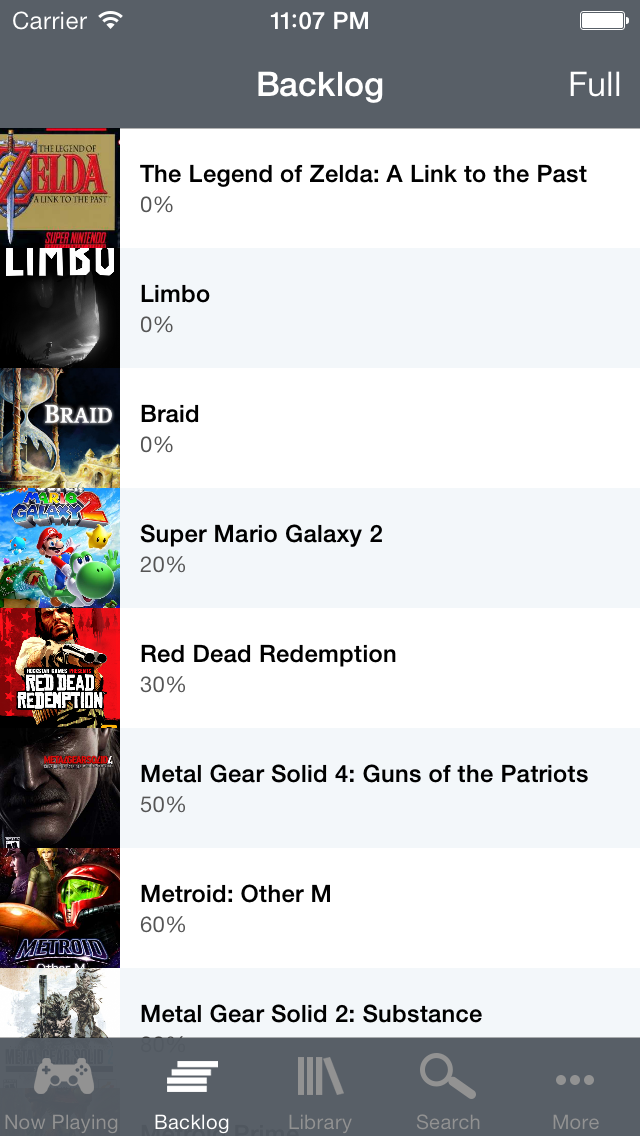 Carrier 11:07 PM
Backlog Full
THE LEGEND OF
ZELDA
A LINK TO THE PAST
SUPER NINTENDO
The Legend of Zelda: A Link to the Past
0%
LIMBO
Limbo
0%
BRAID
Braid
0%
MARIO
GALAXY 2
Super Mario Galaxy 2
20%
RED DEAD
REDEMPTION
Red Dead Redemption
30%
METAL GEAR SOLID 4
Metal Gear Solid 4: Guns of the Patriots
50%
METROID
Other M
Metroid: Other M
60%
Metal Gear Solid 2: Substance
80%
Metroid Prime
Now Playing Backlog Library Search More